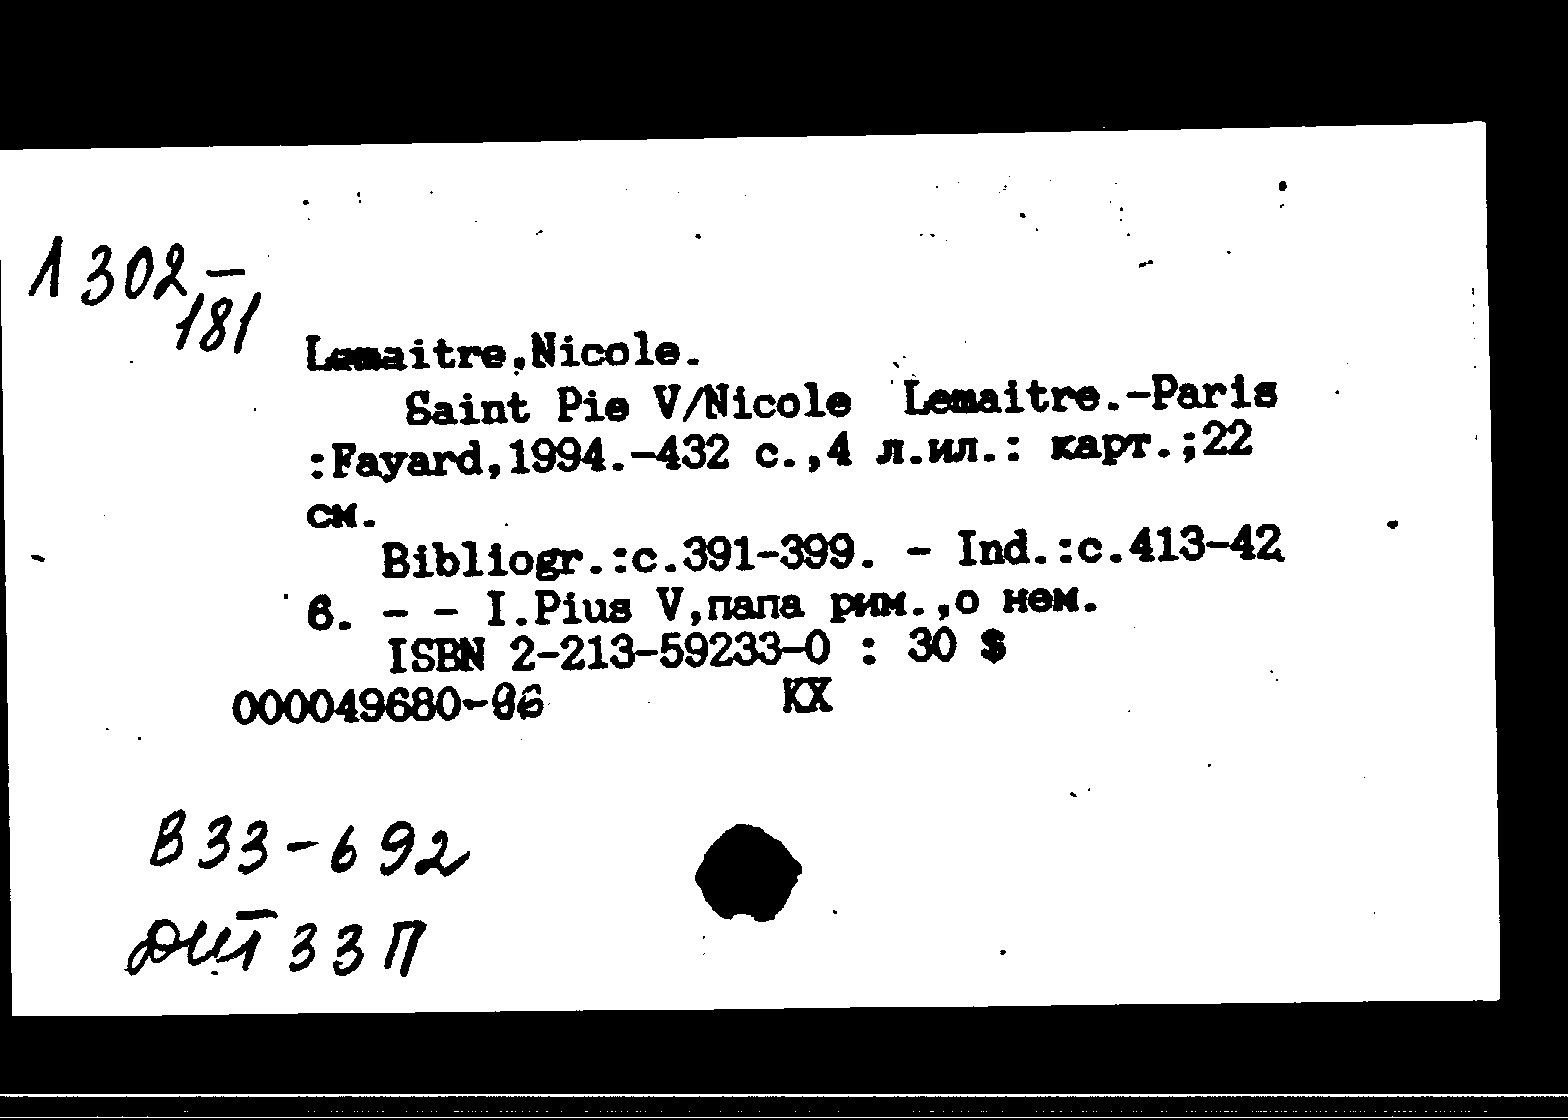 1302-
181
Lemaitre,Nicole.
Saint Pie V/Nicole Lemaitre.-Paris
:Fayard,1994.-432 с.,4 л.ил.: карт.;22
см.
Bibliogr.:с.391-399. - Ind.:с.413-42
6. - - I.Pius V,папа рим.,о нем.
ISBN 2-213-59233-0 : 30 $
000049680-96 КХ
В33-692
33П